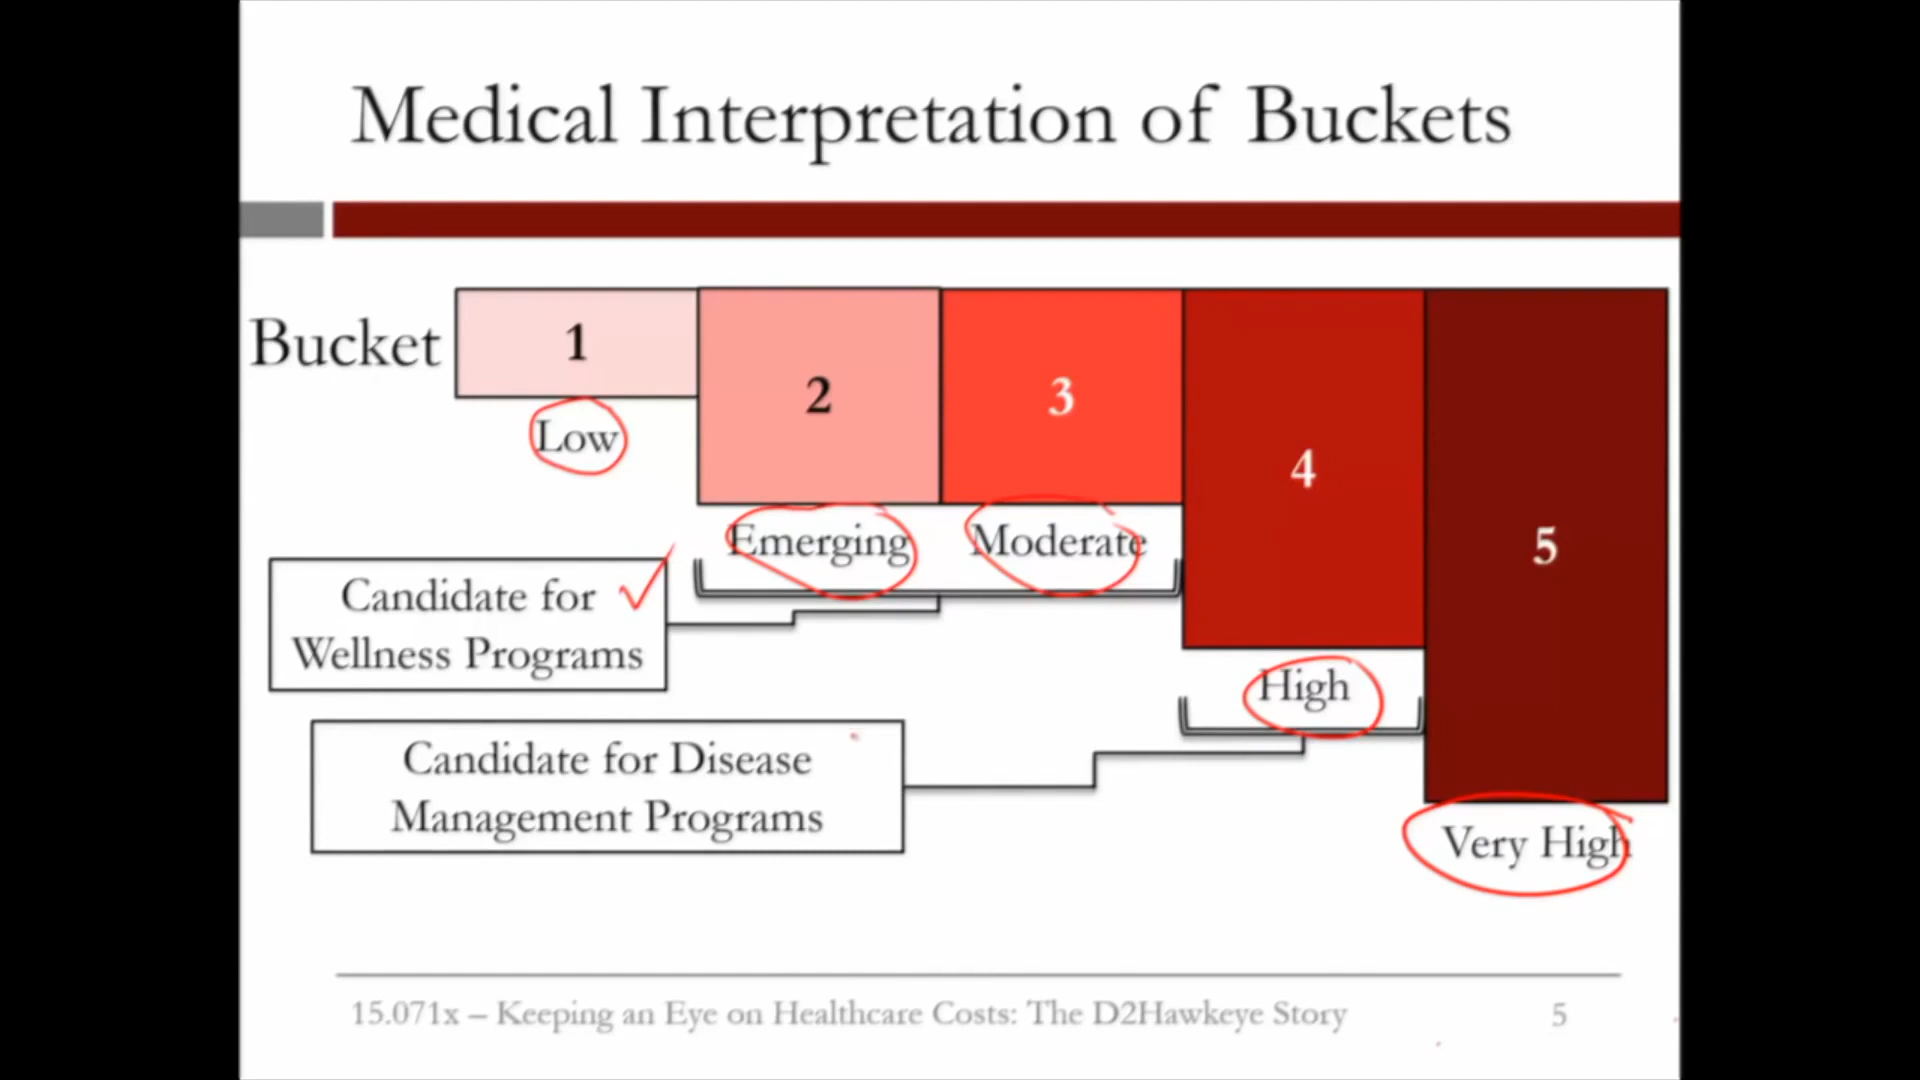 Medical Interpretation of Buckets
Bucket
1
2
3
4
5
Low
Emerging
Moderate
Candidate for
Wellness Programs
High
Candidate for Disease
Management Programs
Very High
15.071x – Keeping an Eye on Healthcare Costs: The D2Hawkeye Story
5